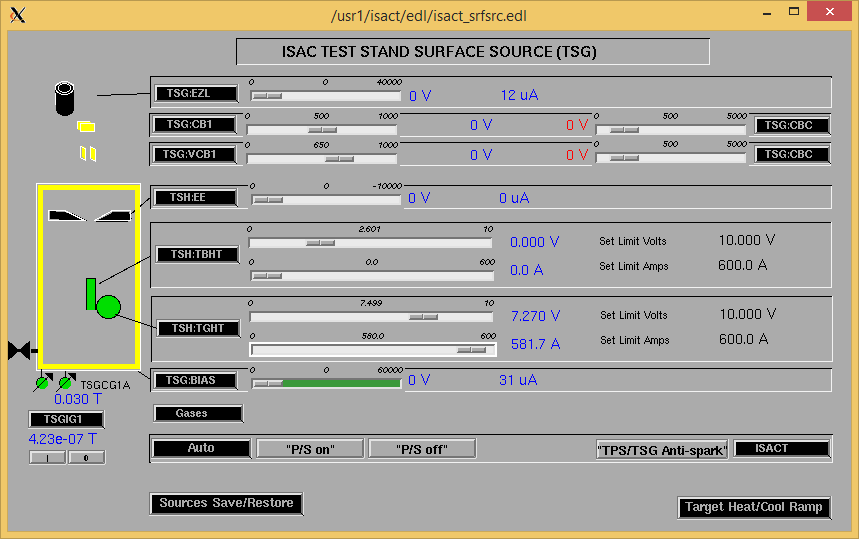 /usr1/isact/edl/isact_srfsrc.edl
ISAC TEST STAND SURFACE SOURCE (TSG)
TSG:EZL 0 0 40000 0 V 12 uA
TSG:CB1 0 500 1000 0 V 0 V 0 500 5000 TSG:CBC
TSG:VCB1 0 650 1000 0 V 0 V 0 500 5000 TSG:CBC
TSH:EE 0 0 -10000 0 V 0 uA
TSH:TBHT
0 2.601 10 0.000 V Set Limit Volts 10.000 V
0 0.0 600 0.0 A Set Limit Amps 600.0 A
TSH:TGHT
0 7.499 10 7.270 V Set Limit Volts 10.000 V
0 580.0 600 581.7 A Set Limit Amps 600.0 A
TSG:BIAS 0 0 60000 0 V 31 uA
TSGCG1A
0.030 T
TSGIG1
4.23e-07 T
I 0
Gases
Auto "P/S on" "P/S off" "TPS/TSG Anti-spark" ISACT
Sources Save/Restore Target Heat/Cool Ramp